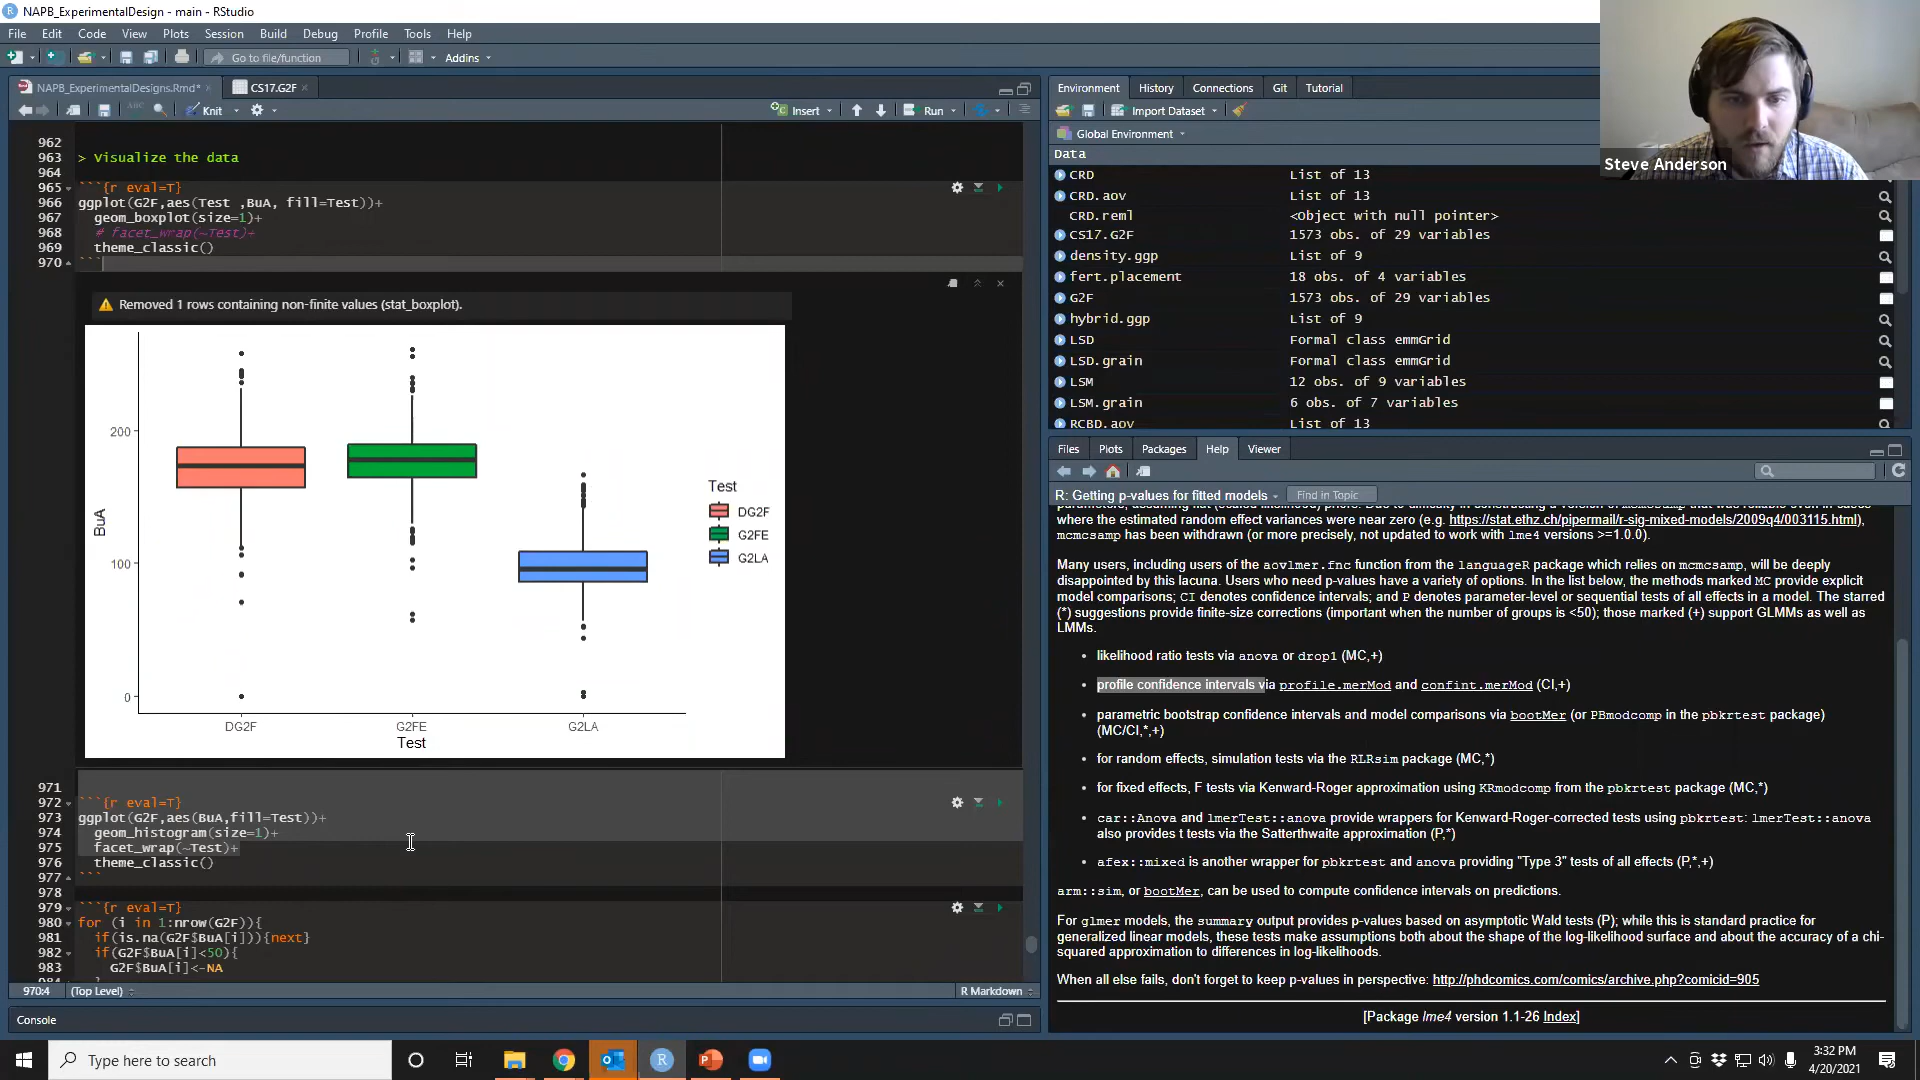 NAPB_ExperimentalDesign - main - RStudio
File Edit Code View Plots Session Build Debug Profile Tools Help
Go to file/function Addins
NAPB_ExperimentalDesigns.Rmd* CS17.G2F
Knit Insert Run
962
963 > Visualize the data
964
965 ```{r eval=T}
966 ggplot(G2F,aes(Test ,BuA, fill=Test))+
967 geom_boxplot(size=1)+
968 # facet_wrap(~Test)+
969 theme_classic()
970 ```
Removed 1 rows containing non-finite values (stat_boxplot).
200
100
0
BuA
DG2F G2FE G2LA
Test
Test
DG2F
G2FE
G2LA
971
972 ```{r eval=T}
973 ggplot(G2F,aes(BuA,fill=Test))+
974 geom_histogram(size=1)+
975 facet_wrap(~Test)+
976 theme_classic()
977 ```
978
979 ```{r eval=T}
980 for (i in 1:nrow(G2F)){
981 if(is.na(G2F$BuA[i])){next}
982 if(G2F$BuA[i]<50){
983 G2F$BuA[i]<-NA
970:4 (Top Level) R Markdown
Console
Environment History Connections Git Tutorial
Import Dataset
Global Environment
Data
CRD List of 13
CRD.aov List of 13
CRD.reml <Object with null pointer>
CS17.G2F 1573 obs. of 29 variables
density.ggp List of 9
fert.placement 18 obs. of 4 variables
G2F 1573 obs. of 29 variables
hybrid.ggp List of 9
LSD Formal class emmGrid
LSD.grain Formal class emmGrid
LSM 12 obs. of 9 variables
LSM.grain 6 obs. of 7 variables
RCBD.aov List of 13
Steve Anderson
Files Plots Packages Help Viewer
R: Getting p-values for fitted models Find in Topic
where the estimated random effect variances were near zero (e.g. https://stat.ethz.ch/pipermail/r-sig-mixed-models/2009q4/003115.html),
mcmcsamp has been withdrawn (or more precisely, not updated to work with lme4 versions >=1.0.0).
Many users, including users of the aovlmer.fnc function from the languageR package which relies on mcmcsamp, will be deeply
disappointed by this lacuna. Users who need p-values have a variety of options. In the list below, the methods marked MC provide explicit
model comparisons; CI denotes confidence intervals; and P denotes parameter-level or sequential tests of all effects in a model. The starred
(*) suggestions provide finite-size corrections (important when the number of groups is <50); those marked (+) support GLMMs as well as
LMMs.
• likelihood ratio tests via anova or drop1 (MC,+)
• profile confidence intervals via profile.merMod and confint.merMod (CI,+)
• parametric bootstrap confidence intervals and model comparisons via bootMer (or PBmodcomp in the pbkrtest package)
(MC/CI,*,+)
• for random effects, simulation tests via the RLRsim package (MC,*)
• for fixed effects, F tests via Kenward-Roger approximation using KRmodcomp from the pbkrtest package (MC,*)
• car::Anova and lmerTest::anova provide wrappers for Kenward-Roger-corrected tests using pbkrtest: lmerTest::anova
also provides t tests via the Satterthwaite approximation (P,*)
• afex::mixed is another wrapper for pbkrtest and anova providing "Type 3" tests of all effects (P,*,+)
arm::sim, or bootMer, can be used to compute confidence intervals on predictions.
For glmer models, the summary output provides p-values based on asymptotic Wald tests (P); while this is standard practice for
generalized linear models, these tests make assumptions both about the shape of the log-likelihood surface and about the accuracy of a chi-
squared approximation to differences in log-likelihoods.
When all else fails, don't forget to keep p-values in perspective: http://phdcomics.com/comics/archive.php?comicid=905
[Package lme4 version 1.1-26 Index]
Type here to search
3:32 PM
4/20/2021